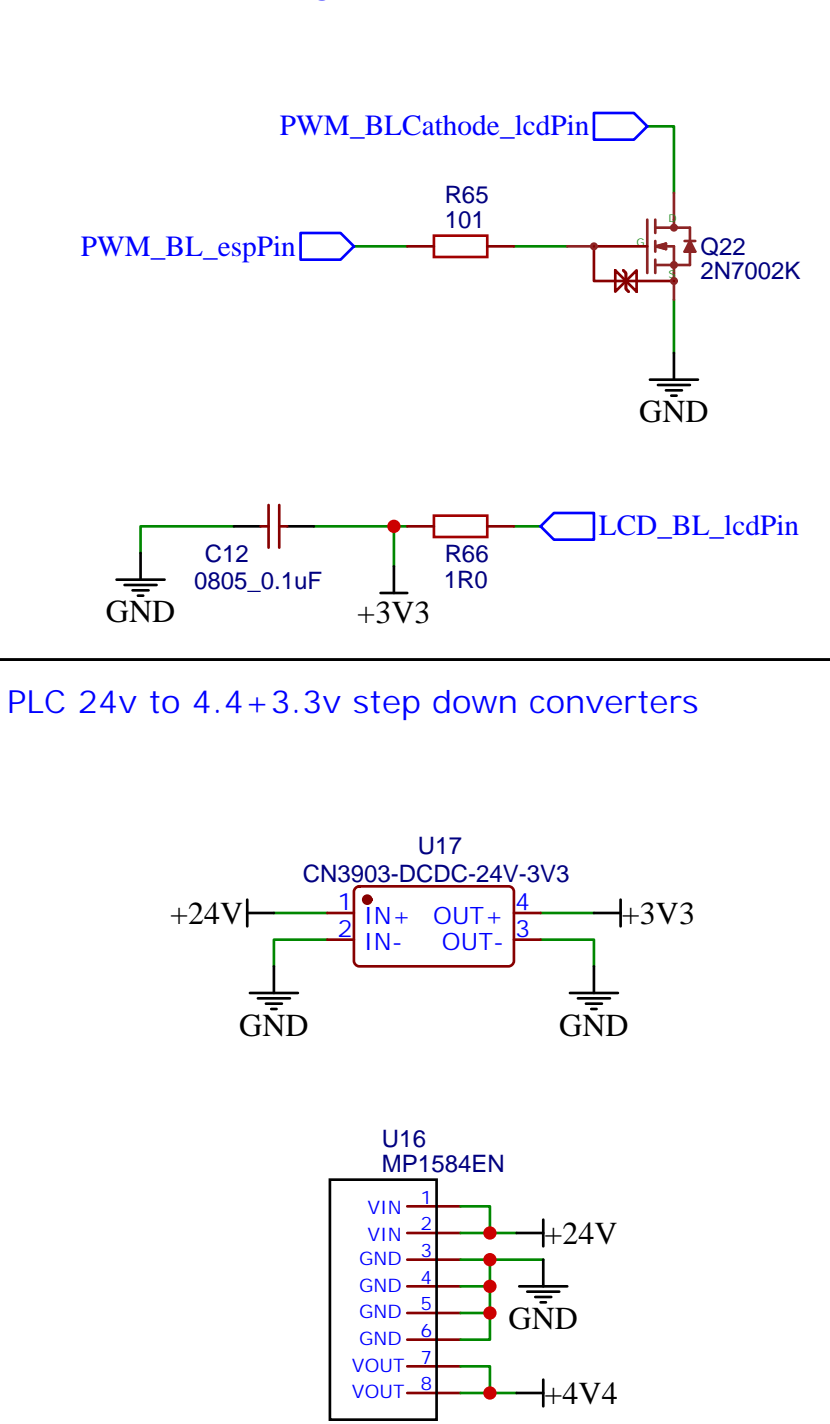 PWM_BLCathode_lcdPin
R65
101
PWM_BL_espPin
D
G
S
Q22
2N7002K
GND
LCD_BL_lcdPin
C12
0805_0.1uF
R66
1R0
GND
+3V3
PLC 24v to 4.4+3.3v step down converters
U17
CN3903-DCDC-24V-3V3
+24V
1
IN+
OUT+
4
+3V3
2
IN-
OUT-
3
GND
GND
U16
MP1584EN
VIN 1
VIN 2
+24V
GND 3
GND 4
GND 5
GND
GND 6
VOUT 7
VOUT 8
+4V4